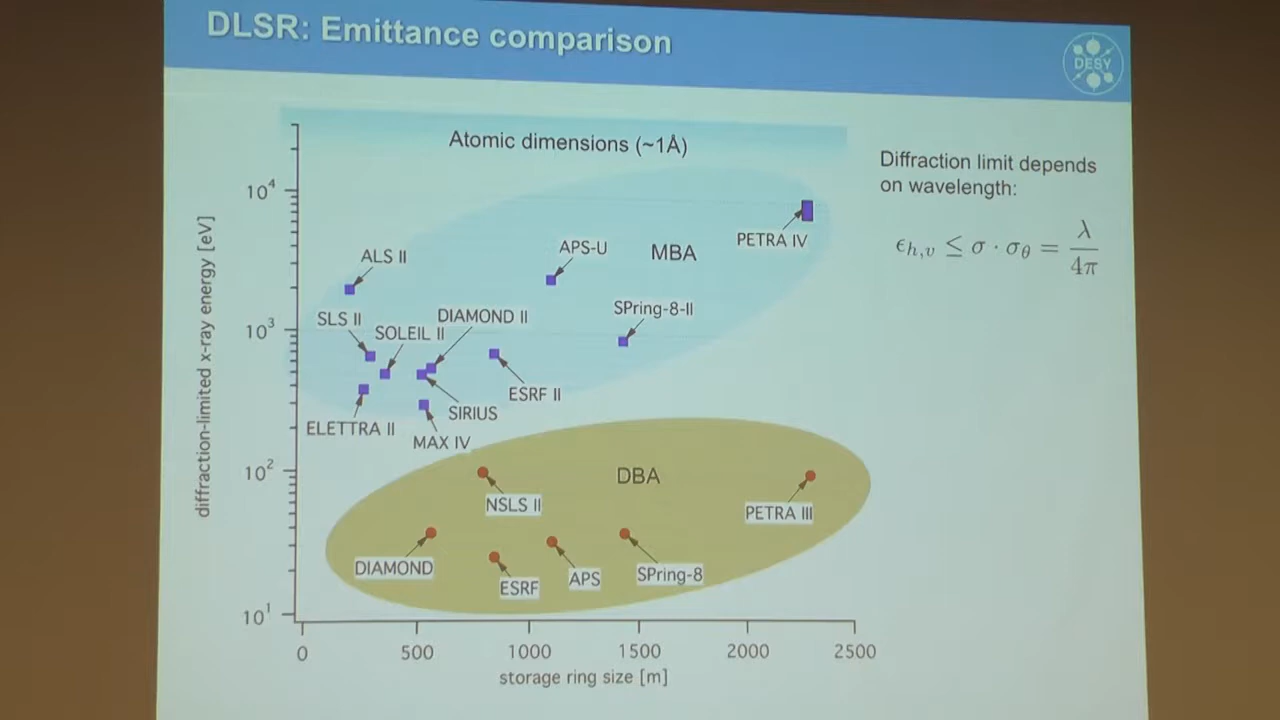 DLSR: Emittance comparison
DESY
Atomic dimensions (~1Å)
Diffraction limit depends
on wavelength:
ϵh,v ≤ σ · σθ = λ/4π
diffraction-limited x-ray energy [eV]
10⁴
10³
10²
10¹
PETRA IV
APS-U
MBA
ALS II
SPring-8-II
SLS II
DIAMOND II
SOLEIL II
ESRF II
SIRIUS
ELETTRA II
MAX IV
DBA
NSLS II
PETRA III
DIAMOND
ESRF
APS
SPring-8
0 500 1000 1500 2000 2500
storage ring size [m]